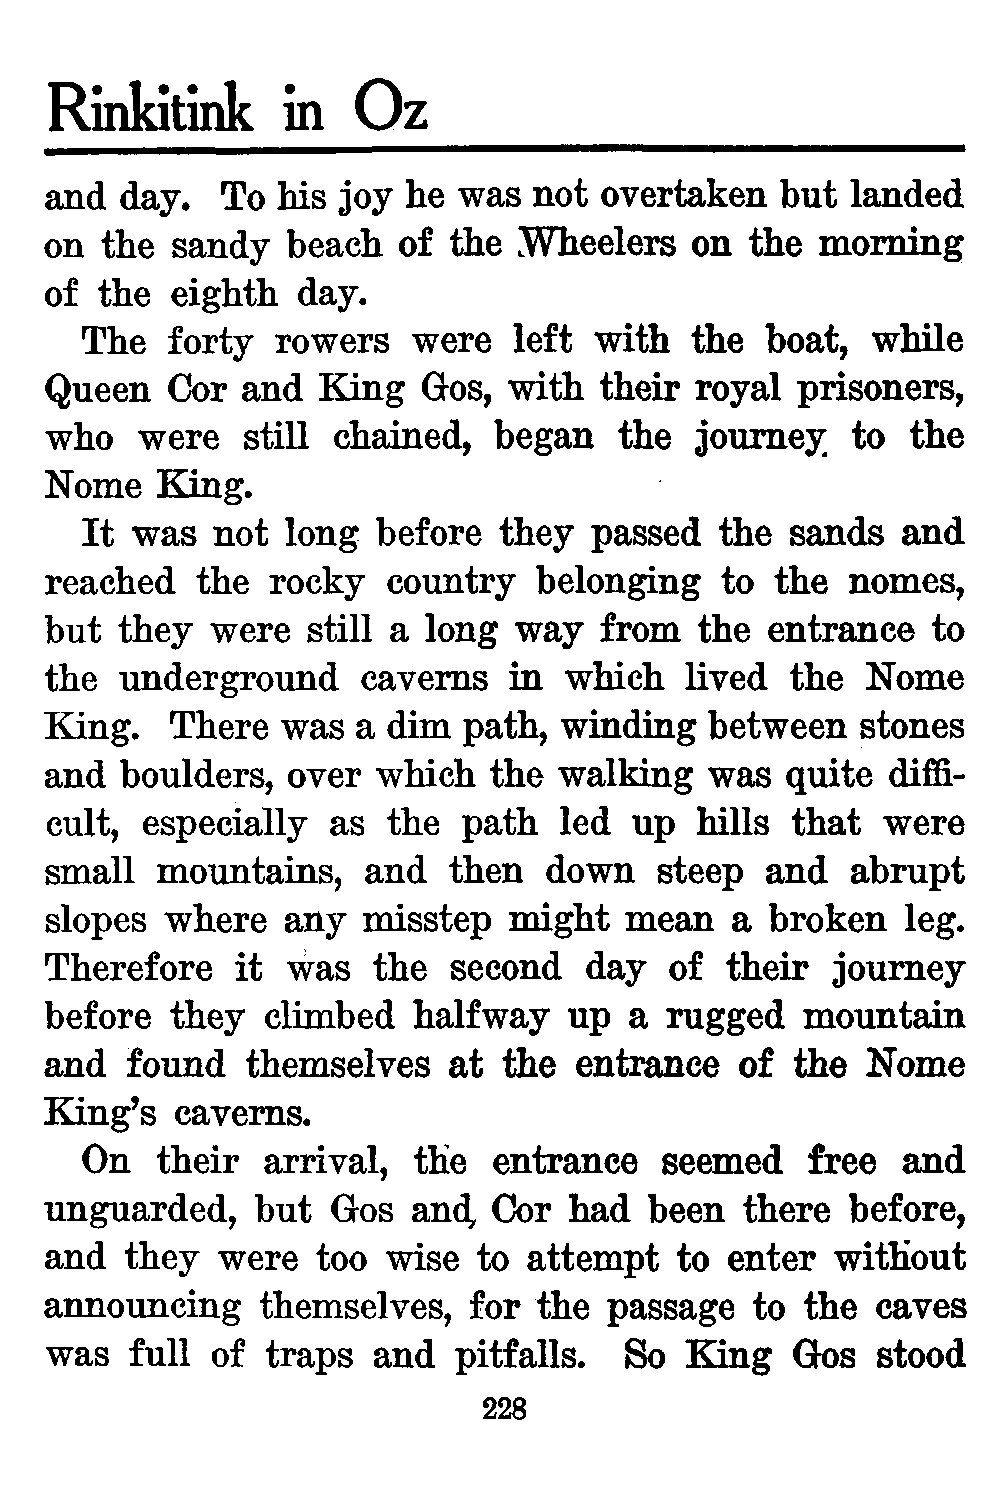 Rinkitink in Oz
and day. To his joy he was not overtaken but landed
on the sandy beach of the Wheelers on the morning
of the eighth day.
The forty rowers were left with the boat, while
Queen Cor and King Gos, with their royal prisoners,
who were still chained, began the journey to the
Nome King.
It was not long before they passed the sands and
reached the rocky country belonging to the nomes,
but they were still a long way from the entrance to
the underground caverns in which lived the Nome
King. There was a dim path, winding between stones
and boulders, over which the walking was quite diffi-
cult, especially as the path led up hills that were
small mountains, and then down steep and abrupt
slopes where any misstep might mean a broken leg.
Therefore it was the second day of their journey
before they climbed halfway up a rugged mountain
and found themselves at the entrance of the Nome
King's caverns.
On their arrival, the entrance seemed free and
unguarded, but Gos and Cor had been there before,
and they were too wise to attempt to enter without
announcing themselves, for the passage to the caves
was full of traps and pitfalls. So King Gos stood
228